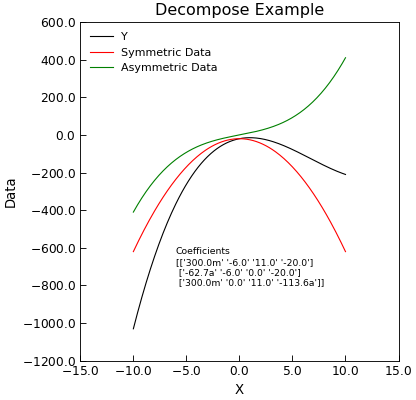 Decompose Example
600.0
400.0
200.0
0.0
−200.0
−400.0
−600.0
−800.0
−1000.0
−1200.0
Data
Y
Symmetric Data
Asymmetric Data
Coefficients
[['300.0m' '-6.0' '11.0' '-20.0']
['-62.7a' '-6.0' '0.0' '-20.0']
['300.0m' '0.0' '11.0' '-113.6a']]
−15.0 −10.0 −5.0 0.0 5.0 10.0 15.0
X